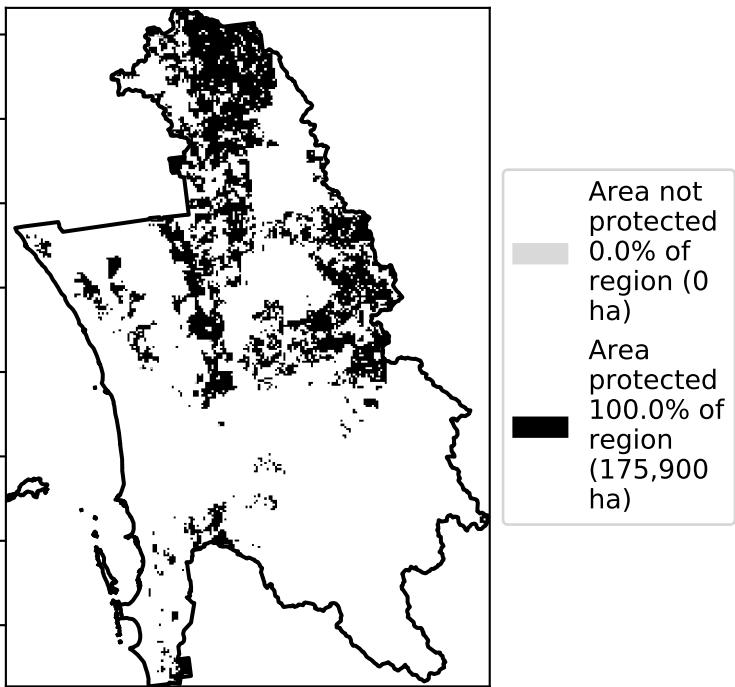 Area not
protected
0.0% of
region (0
ha)
Area
protected
100.0% of
region
(175,900
ha)